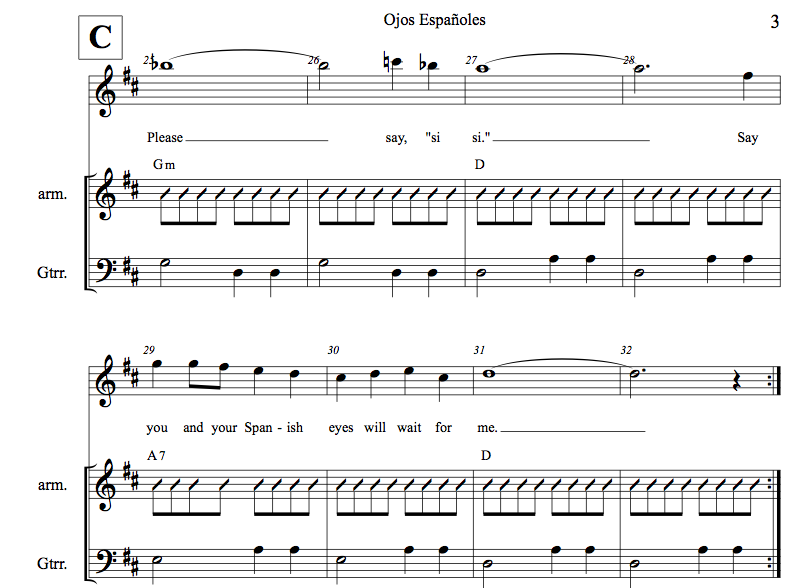 Ojos Españoles
3
C
25 26 27 28
Please say, "si si." Say
Gm D
arm.
Gtrr.
29 30 31 32
you and your Span - ish eyes will wait for me.
A7 D
arm.
Gtrr.